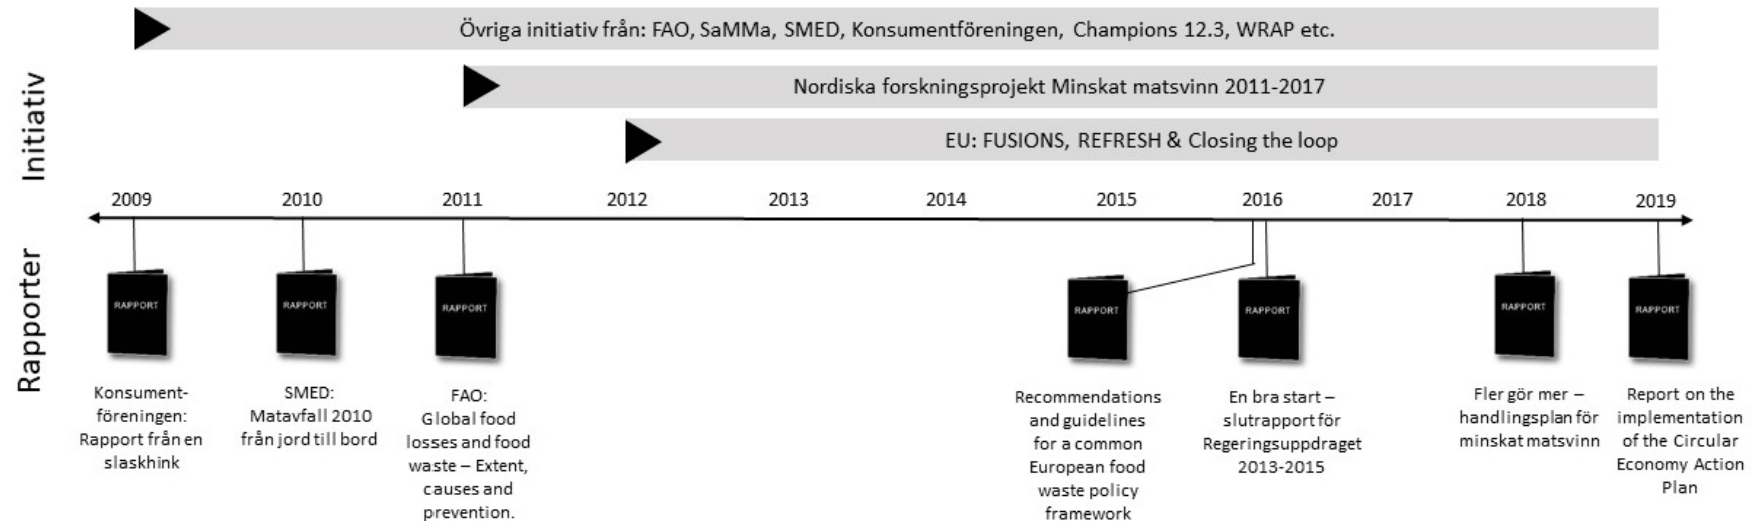 Övriga initiativ från: FAO, SaMMa, SMED, Konsumentföreningen, Champions 12.3, WRAP etc.
Nordiska forskningsprojekt Minskat matsvinn 2011-2017
EU: FUSIONS, REFRESH & Closing the loop
Initiativ
2009 2010 2011 2012 2013 2014 2015 2016 2017 2018 2019
Rapporter
RAPPORT RAPPORT RAPPORT RAPPORT RAPPORT RAPPORT RAPPORT
Konsument-
föreningen:
Rapport från en
slaskhink
SMED:
Matavfall 2010
från jord till bord
FAO:
Global food
losses and food
waste – Extent,
causes and
prevention.
Recommendations
and guidelines
for a common
European food
waste policy
framework
En bra start –
slutrapport för
Regeringsuppdraget
2013-2015
Fler gör mer –
handlingsplan för
minskat matsvinn
Report on the
implementation
of the Circular
Economy Action
Plan